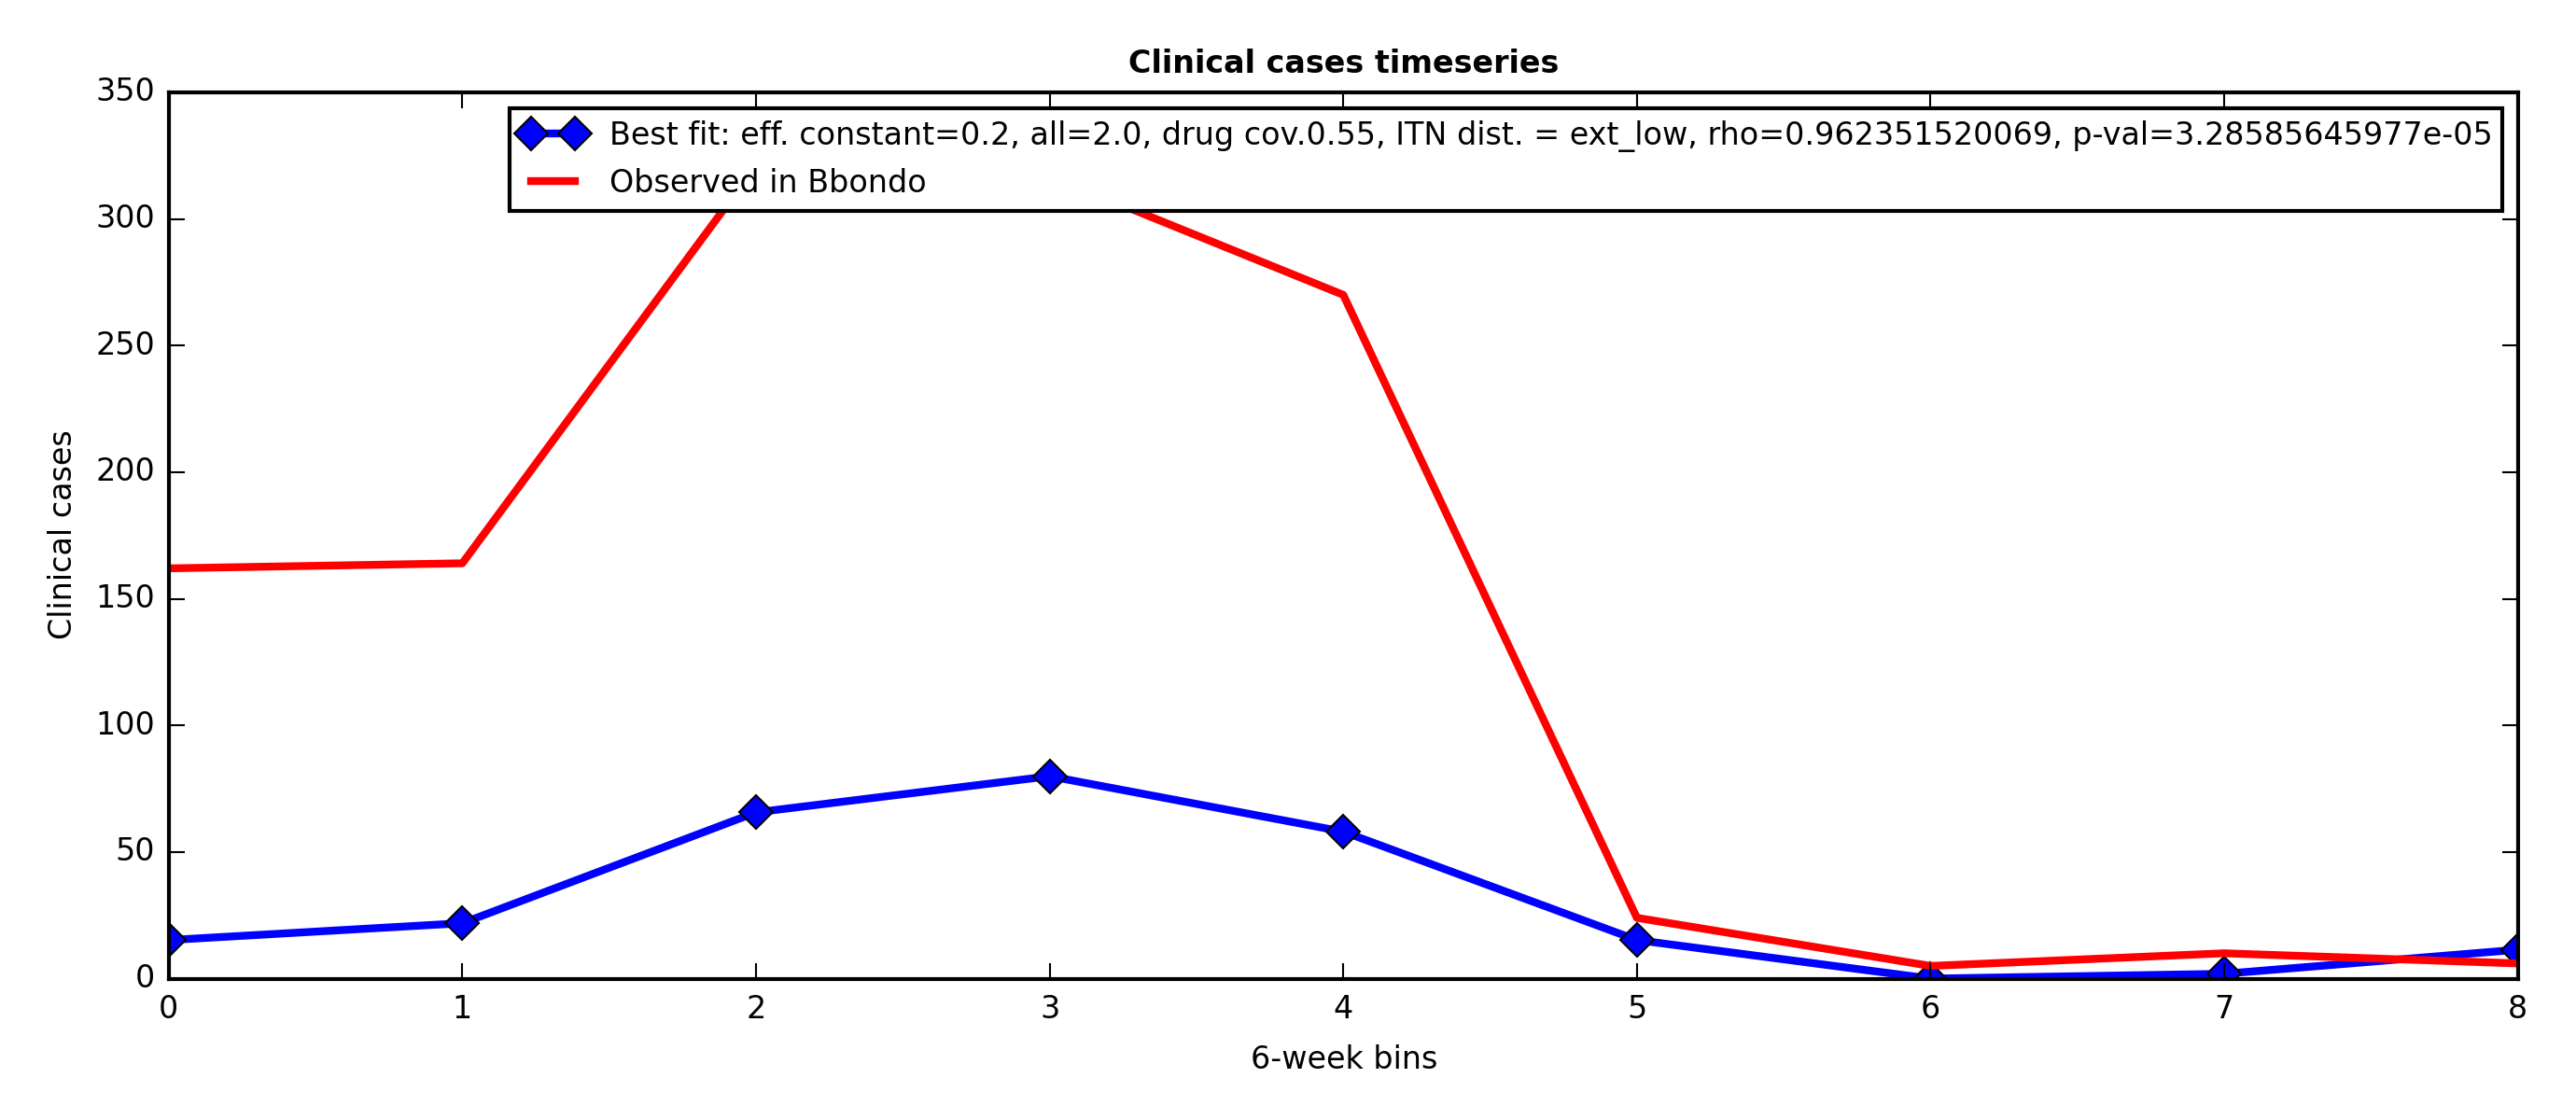 Clinical cases timeseries
350
300
250
200
150
100
50
0
Clinical cases
Best fit: eff. constant=0.2, all=2.0, drug cov.0.55, ITN dist. = ext_low, rho=0.962351520069, p-val=3.28585645977e-05
Observed in Bbondo
0 1 2 3 4 5 6 7 8
6-week bins